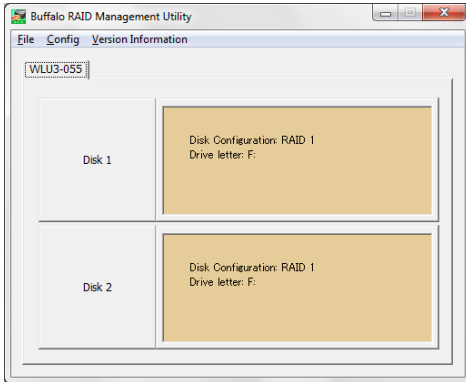 Buffalo RAID Management Utility
File Config Version Information
WLU3-055
Disk 1
Disk Configuration: RAID 1
Drive letter: F:
Disk 2
Disk Configuration: RAID 1
Drive letter: F: